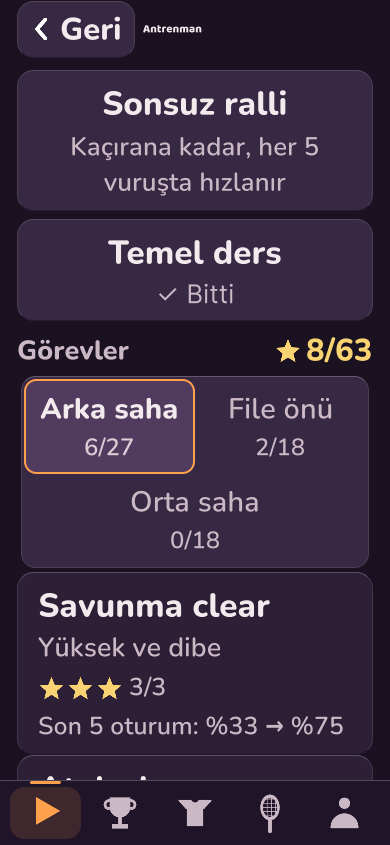 Geri
Antrenman
Sonsuz ralli
Kaçırana kadar, her 5
vuruşta hızlanır
Temel ders
✓ Bitti
Görevler
8/63
Arka saha
6/27
File önü
2/18
Orta saha
0/18
Savunma clear
Yüksek ve dibe
3/3
Son 5 oturum: %33 → %75